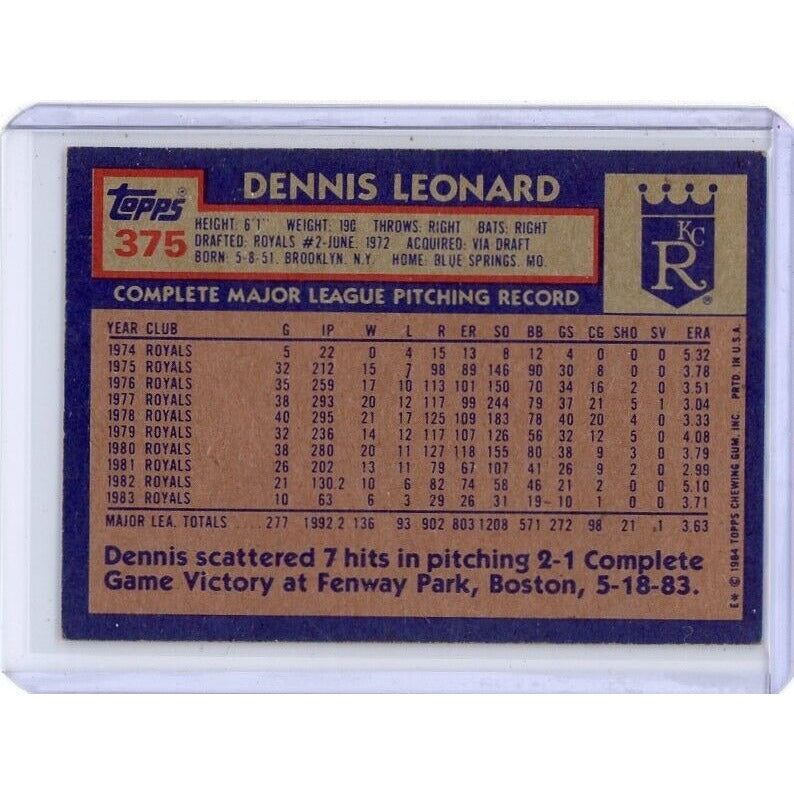 DENNIS LEONARD
Topps
375
HEIGHT: 6'1" WEIGHT: 190 THROWS: RIGHT BATS: RIGHT
DRAFTED: ROYALS #2-JUNE, 1972 ACQUIRED: VIA DRAFT
BORN: 5-8-51, BROOKLYN, N.Y. HOME: BLUE SPRINGS, MO.
KC
R
®
COMPLETE MAJOR LEAGUE PITCHING RECORD
YEAR CLUB G IP W L R ER SO BB GS CG SHO SV ERA
1974 ROYALS 5 22 0 4 15 13 8 12 4 0 0 0 5.32
1975 ROYALS 32 212 15 7 98 89 146 90 30 8 0 0 3.78
1976 ROYALS 35 259 17 10 113 101 150 70 34 16 2 0 3.51
1977 ROYALS 38 293 20 12 117 99 244 79 37 21 5 1 3.04
1978 ROYALS 40 295 21 17 125 109 183 78 40 20 4 0 3.33
1979 ROYALS 32 236 14 12 117 107 126 56 32 12 5 0 4.08
1980 ROYALS 38 280 20 11 127 118 155 80 38 9 3 0 3.79
1981 ROYALS 26 202 13 11 79 67 107 41 26 9 2 0 2.99
1982 ROYALS 21 130.2 10 6 82 74 58 46 21 2 0 0 5.10
1983 ROYALS 10 63 6 3 29 26 31 19 10 1 0 0 3.71
MAJOR LEA. TOTALS .... 277 1992.2 136 93 902 803 1208 571 272 98 21 1 3.63
Dennis scattered 7 hits in pitching 2-1 Complete
Game Victory at Fenway Park, Boston, 5-18-83.
E* © 1984 TOPPS CHEWING GUM, INC. PRTD. IN U.S.A.